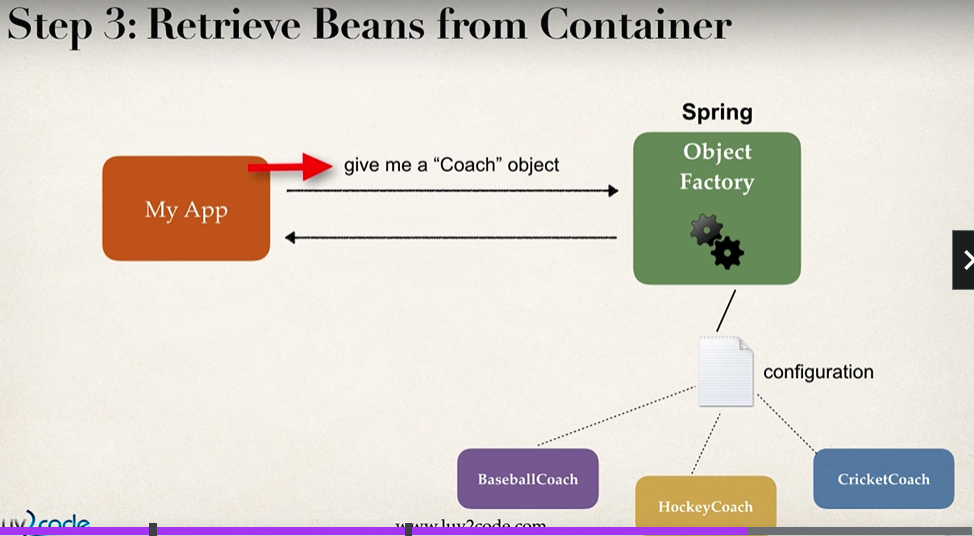 Step 3: Retrieve Beans from Container
Spring
Object
Factory
give me a “Coach” object
My App
configuration
BaseballCoach
CricketCoach
HockeyCoach
luv2code
www.luv2code.com